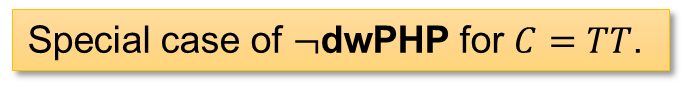 Special case of ¬dwPHP for C = TT.